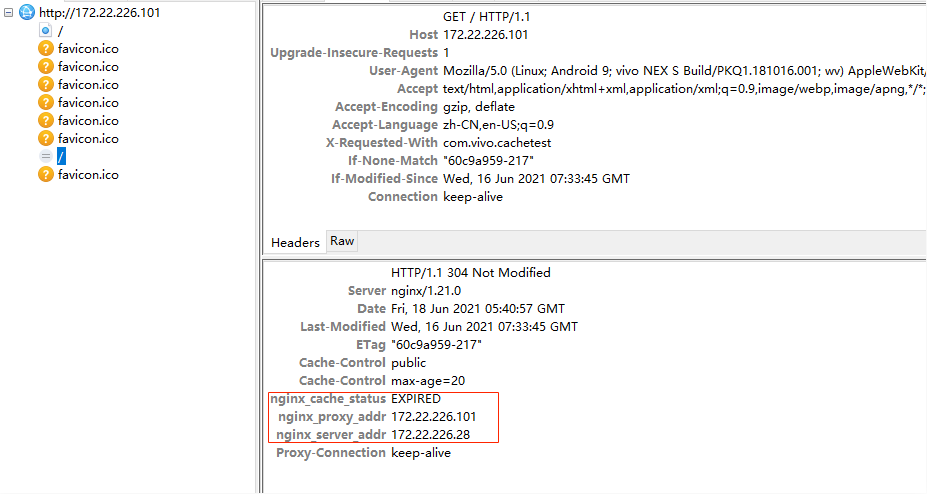 http://172.22.226.101
/
favicon.ico
favicon.ico
favicon.ico
favicon.ico
favicon.ico
favicon.ico
/
favicon.ico
GET / HTTP/1.1
Host 172.22.226.101
Upgrade-Insecure-Requests 1
User-Agent Mozilla/5.0 (Linux; Android 9; vivo NEX S Build/PKQ1.181016.001; wv) AppleWebKit/
Accept text/html,application/xhtml+xml,application/xml;q=0.9,image/webp,image/apng,*/*;
Accept-Encoding gzip, deflate
Accept-Language zh-CN,en-US;q=0.9
X-Requested-With com.vivo.cachetest
If-None-Match "60c9a959-217"
If-Modified-Since Wed, 16 Jun 2021 07:33:45 GMT
Connection keep-alive
Headers Raw
HTTP/1.1 304 Not Modified
Server nginx/1.21.0
Date Fri, 18 Jun 2021 05:40:57 GMT
Last-Modified Wed, 16 Jun 2021 07:33:45 GMT
ETag "60c9a959-217"
Cache-Control public
Cache-Control max-age=20
nginx_cache_status EXPIRED
nginx_proxy_addr 172.22.226.101
nginx_server_addr 172.22.226.28
Proxy-Connection keep-alive